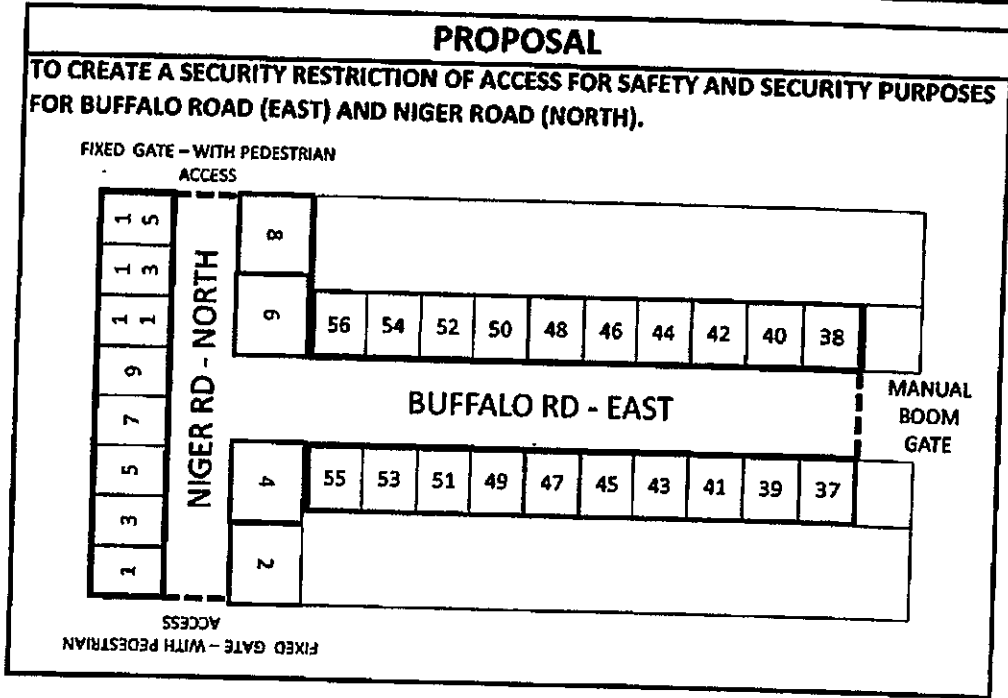 PROPOSAL
TO CREATE A SECURITY RESTRICTION OF ACCESS FOR SAFETY AND SECURITY PURPOSES
FOR BUFFALO ROAD (EAST) AND NIGER ROAD (NORTH).
FIXED GATE – WITH PEDESTRIAN
ACCESS
15
13
11
9
7
5
3
1
NIGER RD - NORTH
8
6
56 54 52 50 48 46 44 42 40 38
BUFFALO RD - EAST
MANUAL
BOOM
GATE
4
2
55 53 51 49 47 45 43 41 39 37
FIXED GATE – WITH PEDESTRIAN
ACCESS